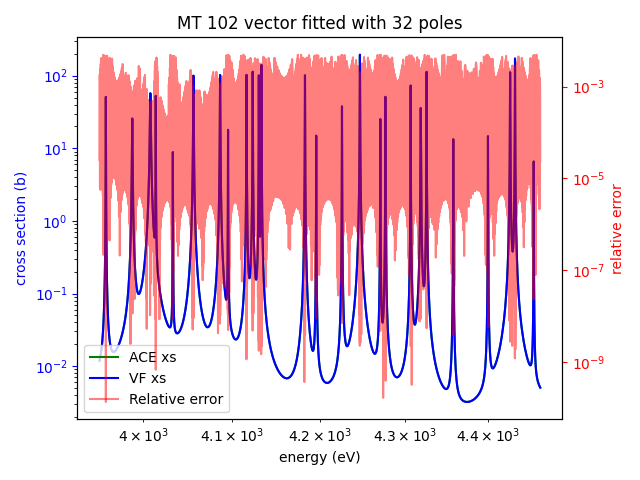 MT 102 vector fitted with 32 poles
10²
10¹
10⁰
10⁻¹
10⁻²
cross section (b)
10⁻³
10⁻⁵
10⁻⁷
10⁻⁹
relative error
ACE xs
VF xs
Relative error
4 × 10³ 4.1 × 10³ 4.2 × 10³ 4.3 × 10³ 4.4 × 10³
energy (eV)